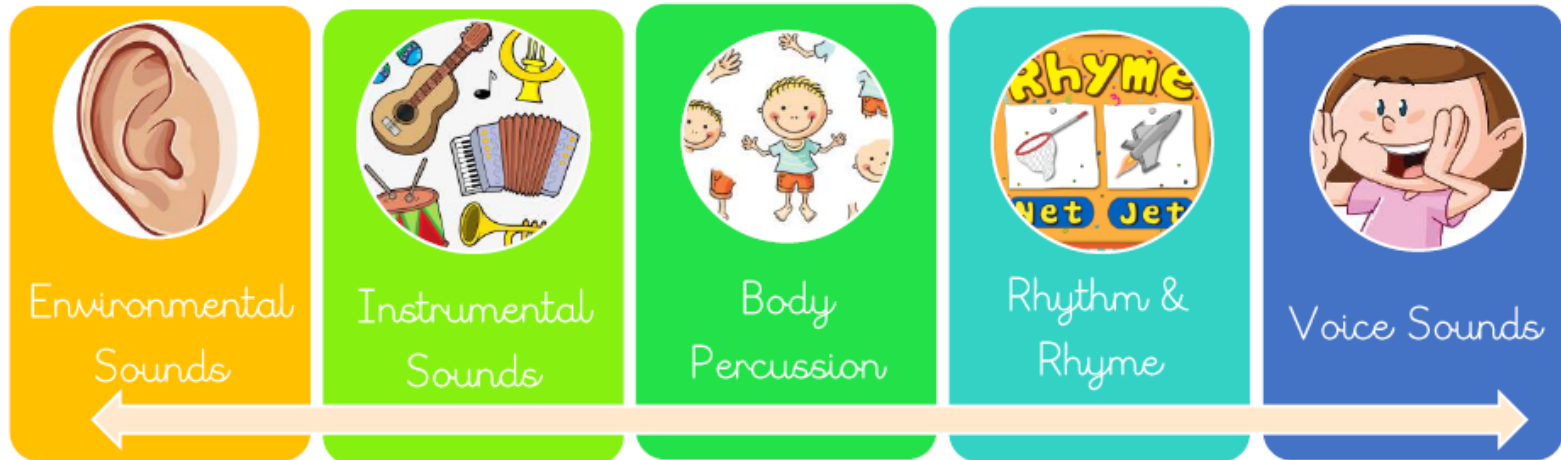 Environmental
Sounds
Instrumental
Sounds
Body
Percussion
Rhyme
Net Jet
Rhythm &
Rhyme
Voice Sounds